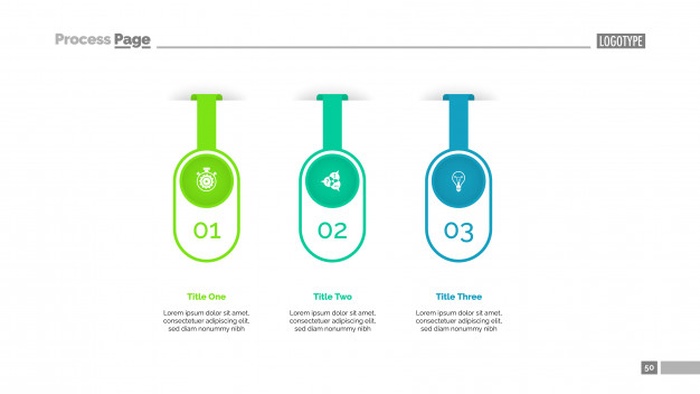 Process Page
LOGOTYPE
01
02
03
Title One
Lorem ipsum dolor sit amet,
consectetuer adipiscing elit,
sed diam nonummy nibh
Title Two
Lorem ipsum dolor sit amet,
consectetuer adipiscing elit,
sed diam nonummy nibh
Title Three
Lorem ipsum dolor sit amet,
consectetuer adipiscing elit,
sed diam nonummy nibh
50